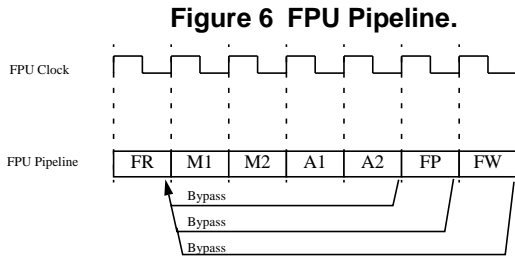 Figure 6 FPU Pipeline.
FPU Clock
FPU Pipeline FR M1 M2 A1 A2 FP FW
Bypass
Bypass
Bypass